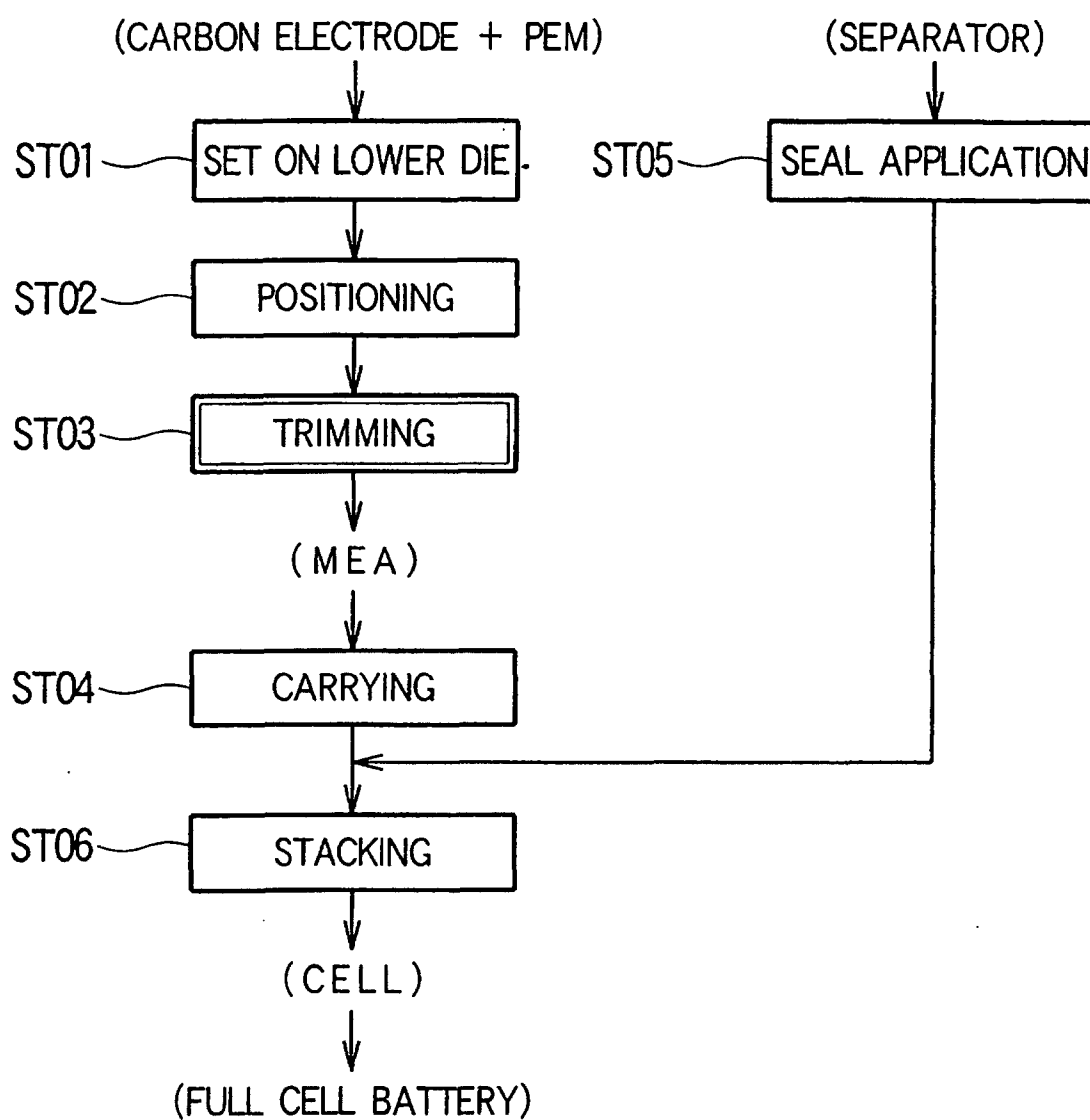 (CARBON ELECTRODE + PEM)
(SEPARATOR)
ST01
SET ON LOWER DIE
ST05
SEAL APPLICATION
ST02
POSITIONING
ST03
TRIMMING
(MEA)
ST04
CARRYING
ST06
STACKING
(CELL)
(FULL CELL BATTERY)